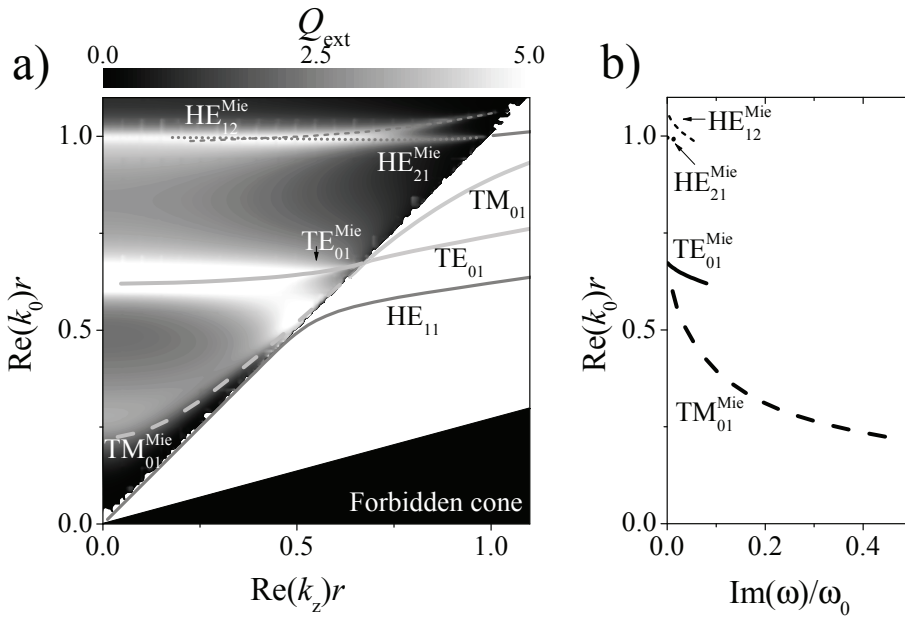 Q_ext
0.0 2.5 5.0
a)
b)
HE_12^Mie
HE_21^Mie
TE_01^Mie
TM_01^Mie
TM_01
TE_01
HE_11
Forbidden cone
1.0
0.5
0.0
Re(k_0)r
0.0 0.5 1.0
Re(k_z)r
HE_12^Mie
HE_21^Mie
TE_01^Mie
TM_01^Mie
1.0
0.5
0.0
Re(k_0)r
0.0 0.2 0.4
Im(ω)/ω_0